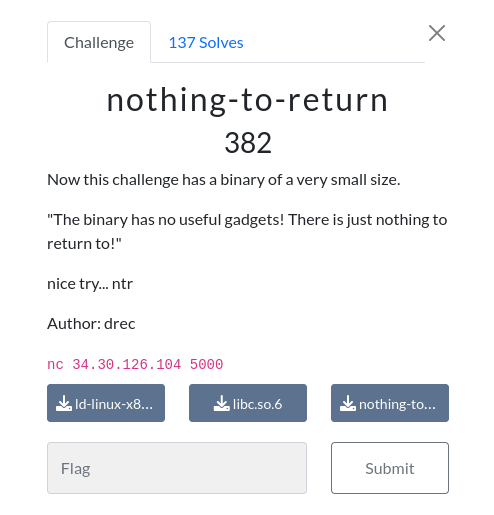 Challenge
137 Solves
nothing-to-return
382
Now this challenge has a binary of a very small size.
"The binary has no useful gadgets! There is just nothing to
return to!"
nice try... ntr
Author: drec
nc 34.30.126.104 5000
ld-linux-x8...
libc.so.6
nothing-to...
Flag
Submit